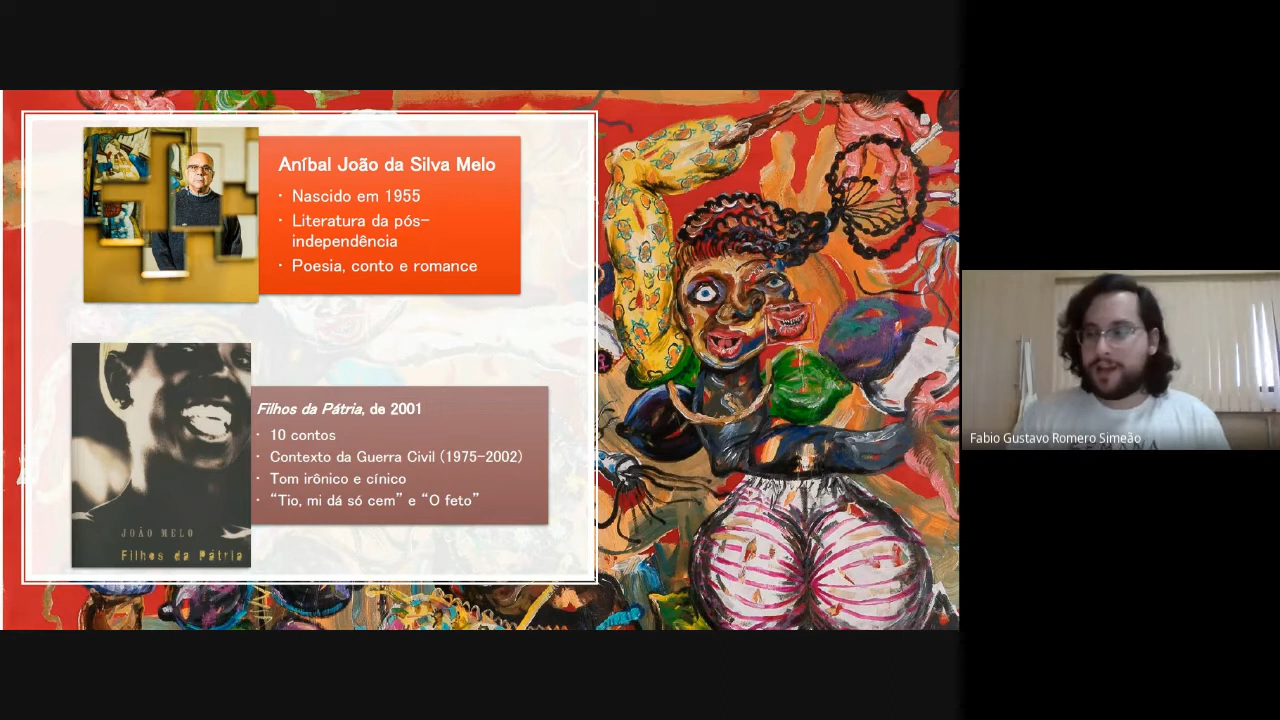 Aníbal João da Silva Melo
· Nascido em 1955
· Literatura da pós-
independência
· Poesia, conto e romance
JOÃO MELO
Filhos da Pátria
Filhos da Pátria, de 2001
· 10 contos
· Contexto da Guerra Civil (1975-2002)
· Tom irônico e cínico
· “Tio, mi dá só cem” e “O feto”
Fabio Gustavo Romero Simeão